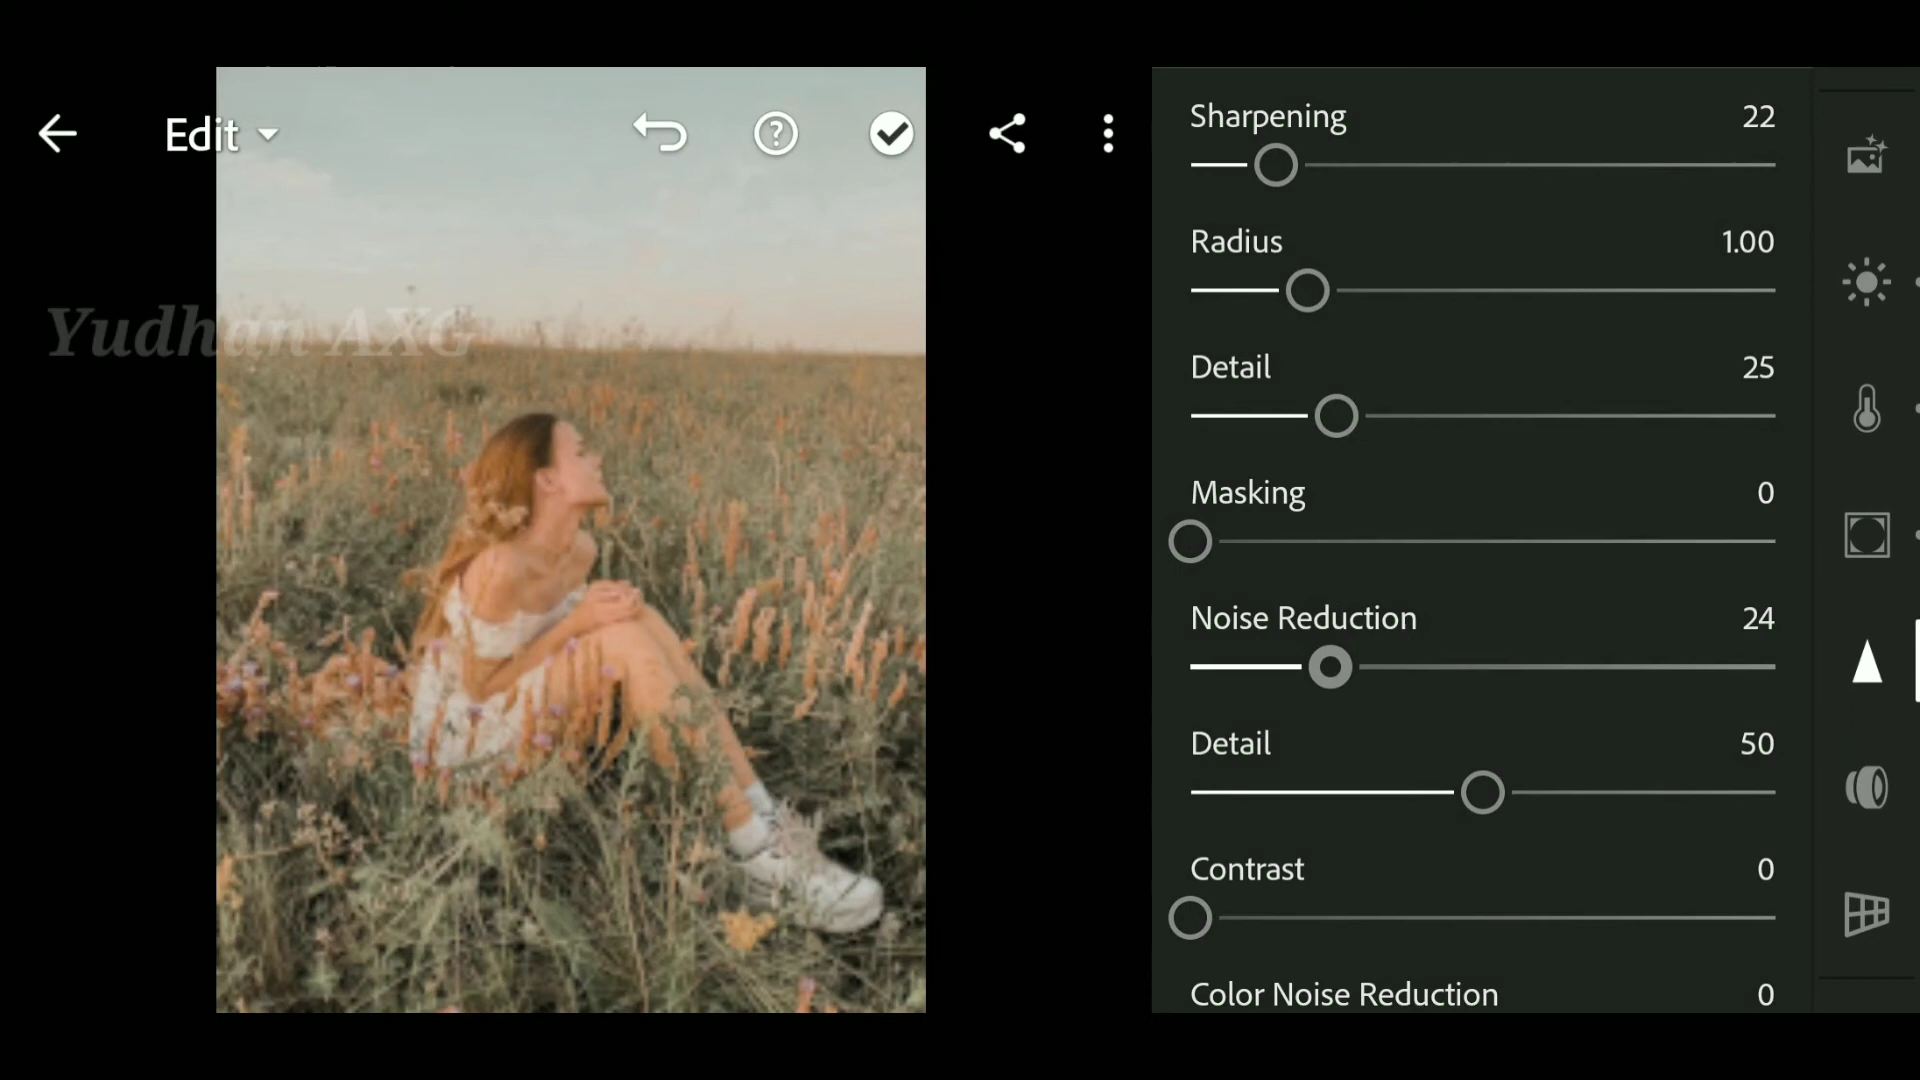 Edit
Yudhan AXG
Sharpening 22
Radius 1.00
Detail 25
Masking 0
Noise Reduction 24
Detail 50
Contrast 0
Color Noise Reduction 0